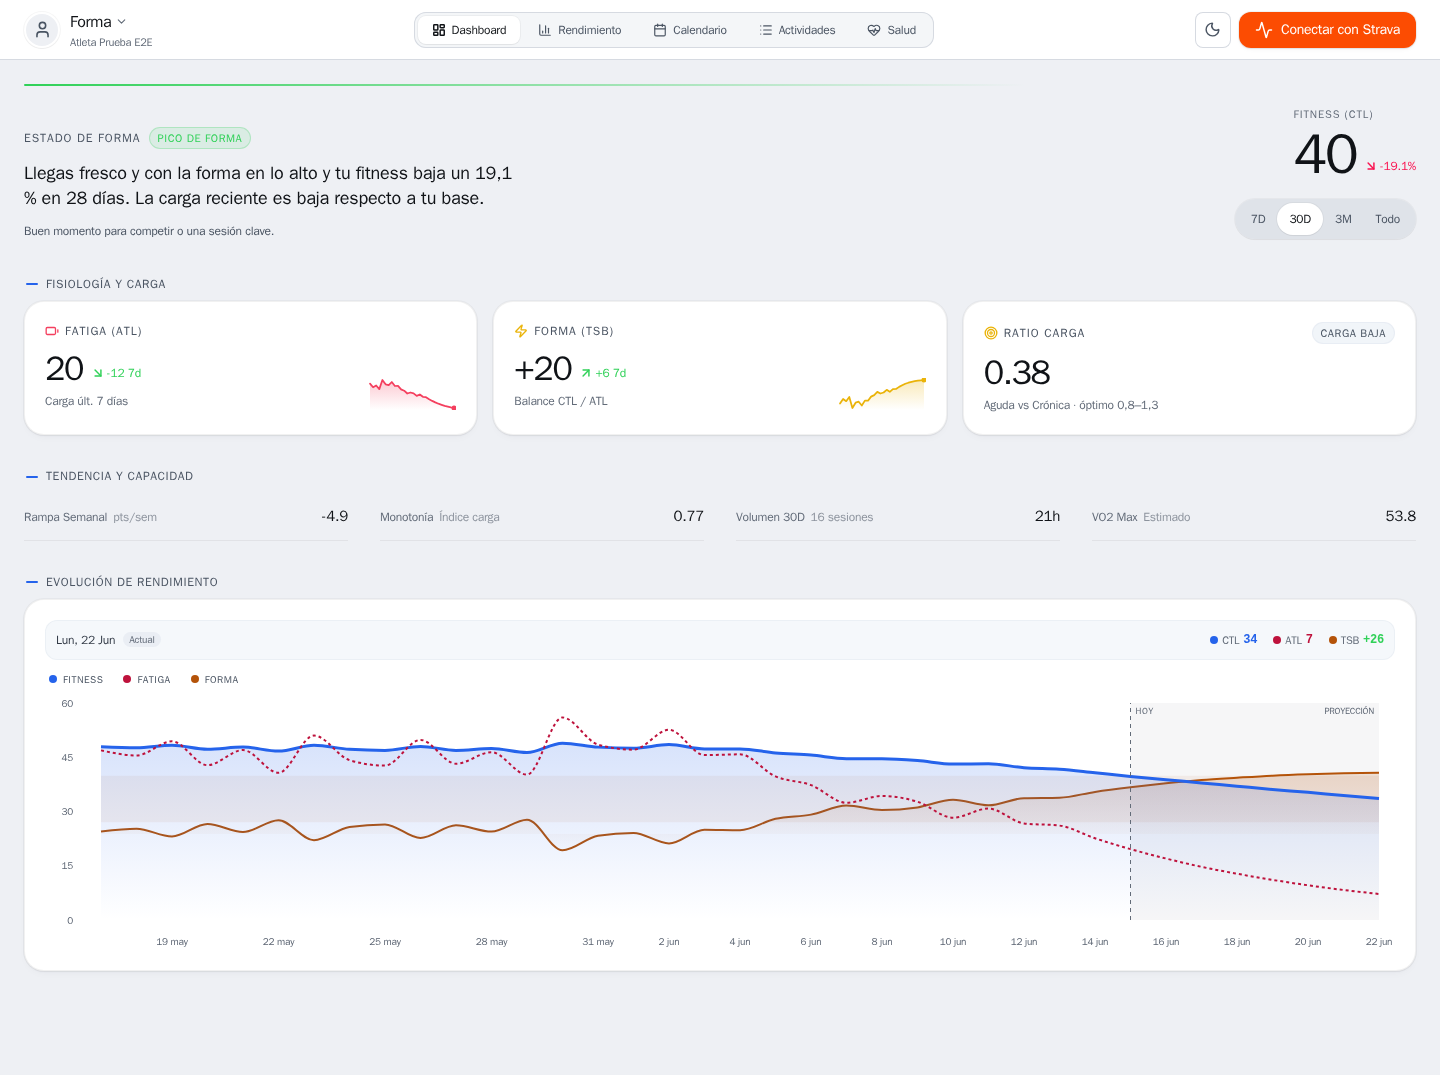 Forma
Atleta Prueba E2E
Dashboard
Rendimiento
Calendario
Actividades
Salud
Conectar con Strava
ESTADO DE FORMA
PICO DE FORMA
Llegas fresco y con la forma en lo alto y tu fitness baja un 19,1
% en 28 días. La carga reciente es baja respecto a tu base.
Buen momento para competir o una sesión clave.
FITNESS (CTL)
40
-19.1%
7D
30D
3M
Todo
FISIOLOGÍA Y CARGA
FATIGA (ATL)
20
-12 7d
Carga últ. 7 días
FORMA (TSB)
+20
+6 7d
Balance CTL / ATL
RATIO CARGA
CARGA BAJA
0.38
Aguda vs Crónica · óptimo 0,8–1,3
TENDENCIA Y CAPACIDAD
Rampa Semanal pts/sem -4.9
Monotonía Índice carga 0.77
Volumen 30D 16 sesiones 21h
VO2 Max Estimado 53.8
EVOLUCIÓN DE RENDIMIENTO
Lun, 22 Jun Actual
CTL 34 ATL 7 TSB +26
FITNESS FATIGA FORMA
60
45
30
15
0
HOY
PROYECCIÓN
19 may 22 may 25 may 28 may 31 may 2 jun 4 jun 6 jun 8 jun 10 jun 12 jun 14 jun 16 jun 18 jun 20 jun 22 jun